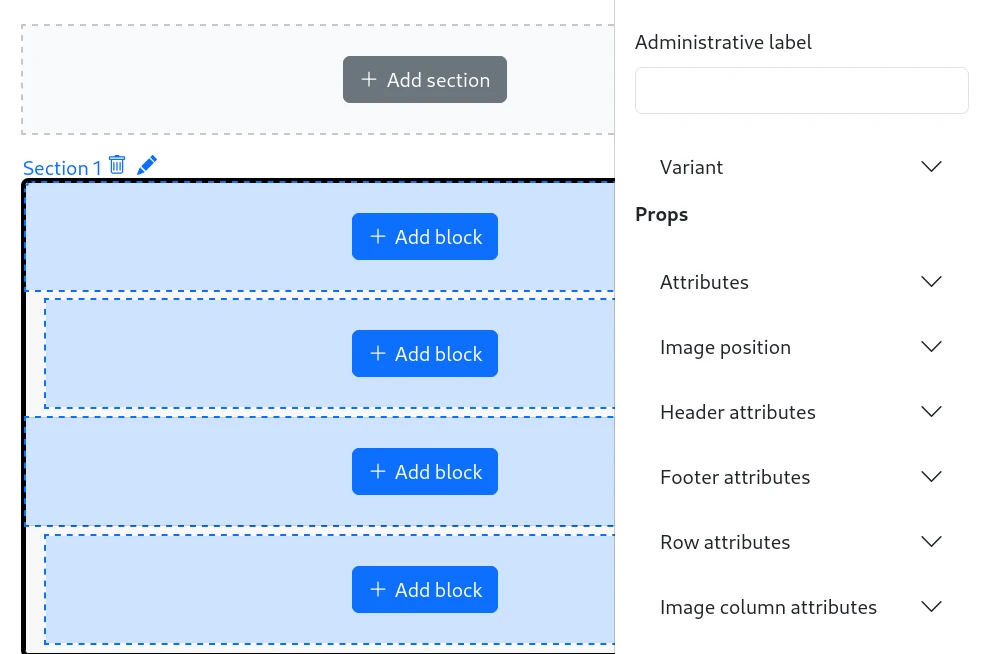 + Add section
Section 1
+ Add block
+ Add block
+ Add block
+ Add block
Administrative label
Variant
Props
Attributes
Image position
Header attributes
Footer attributes
Row attributes
Image column attributes